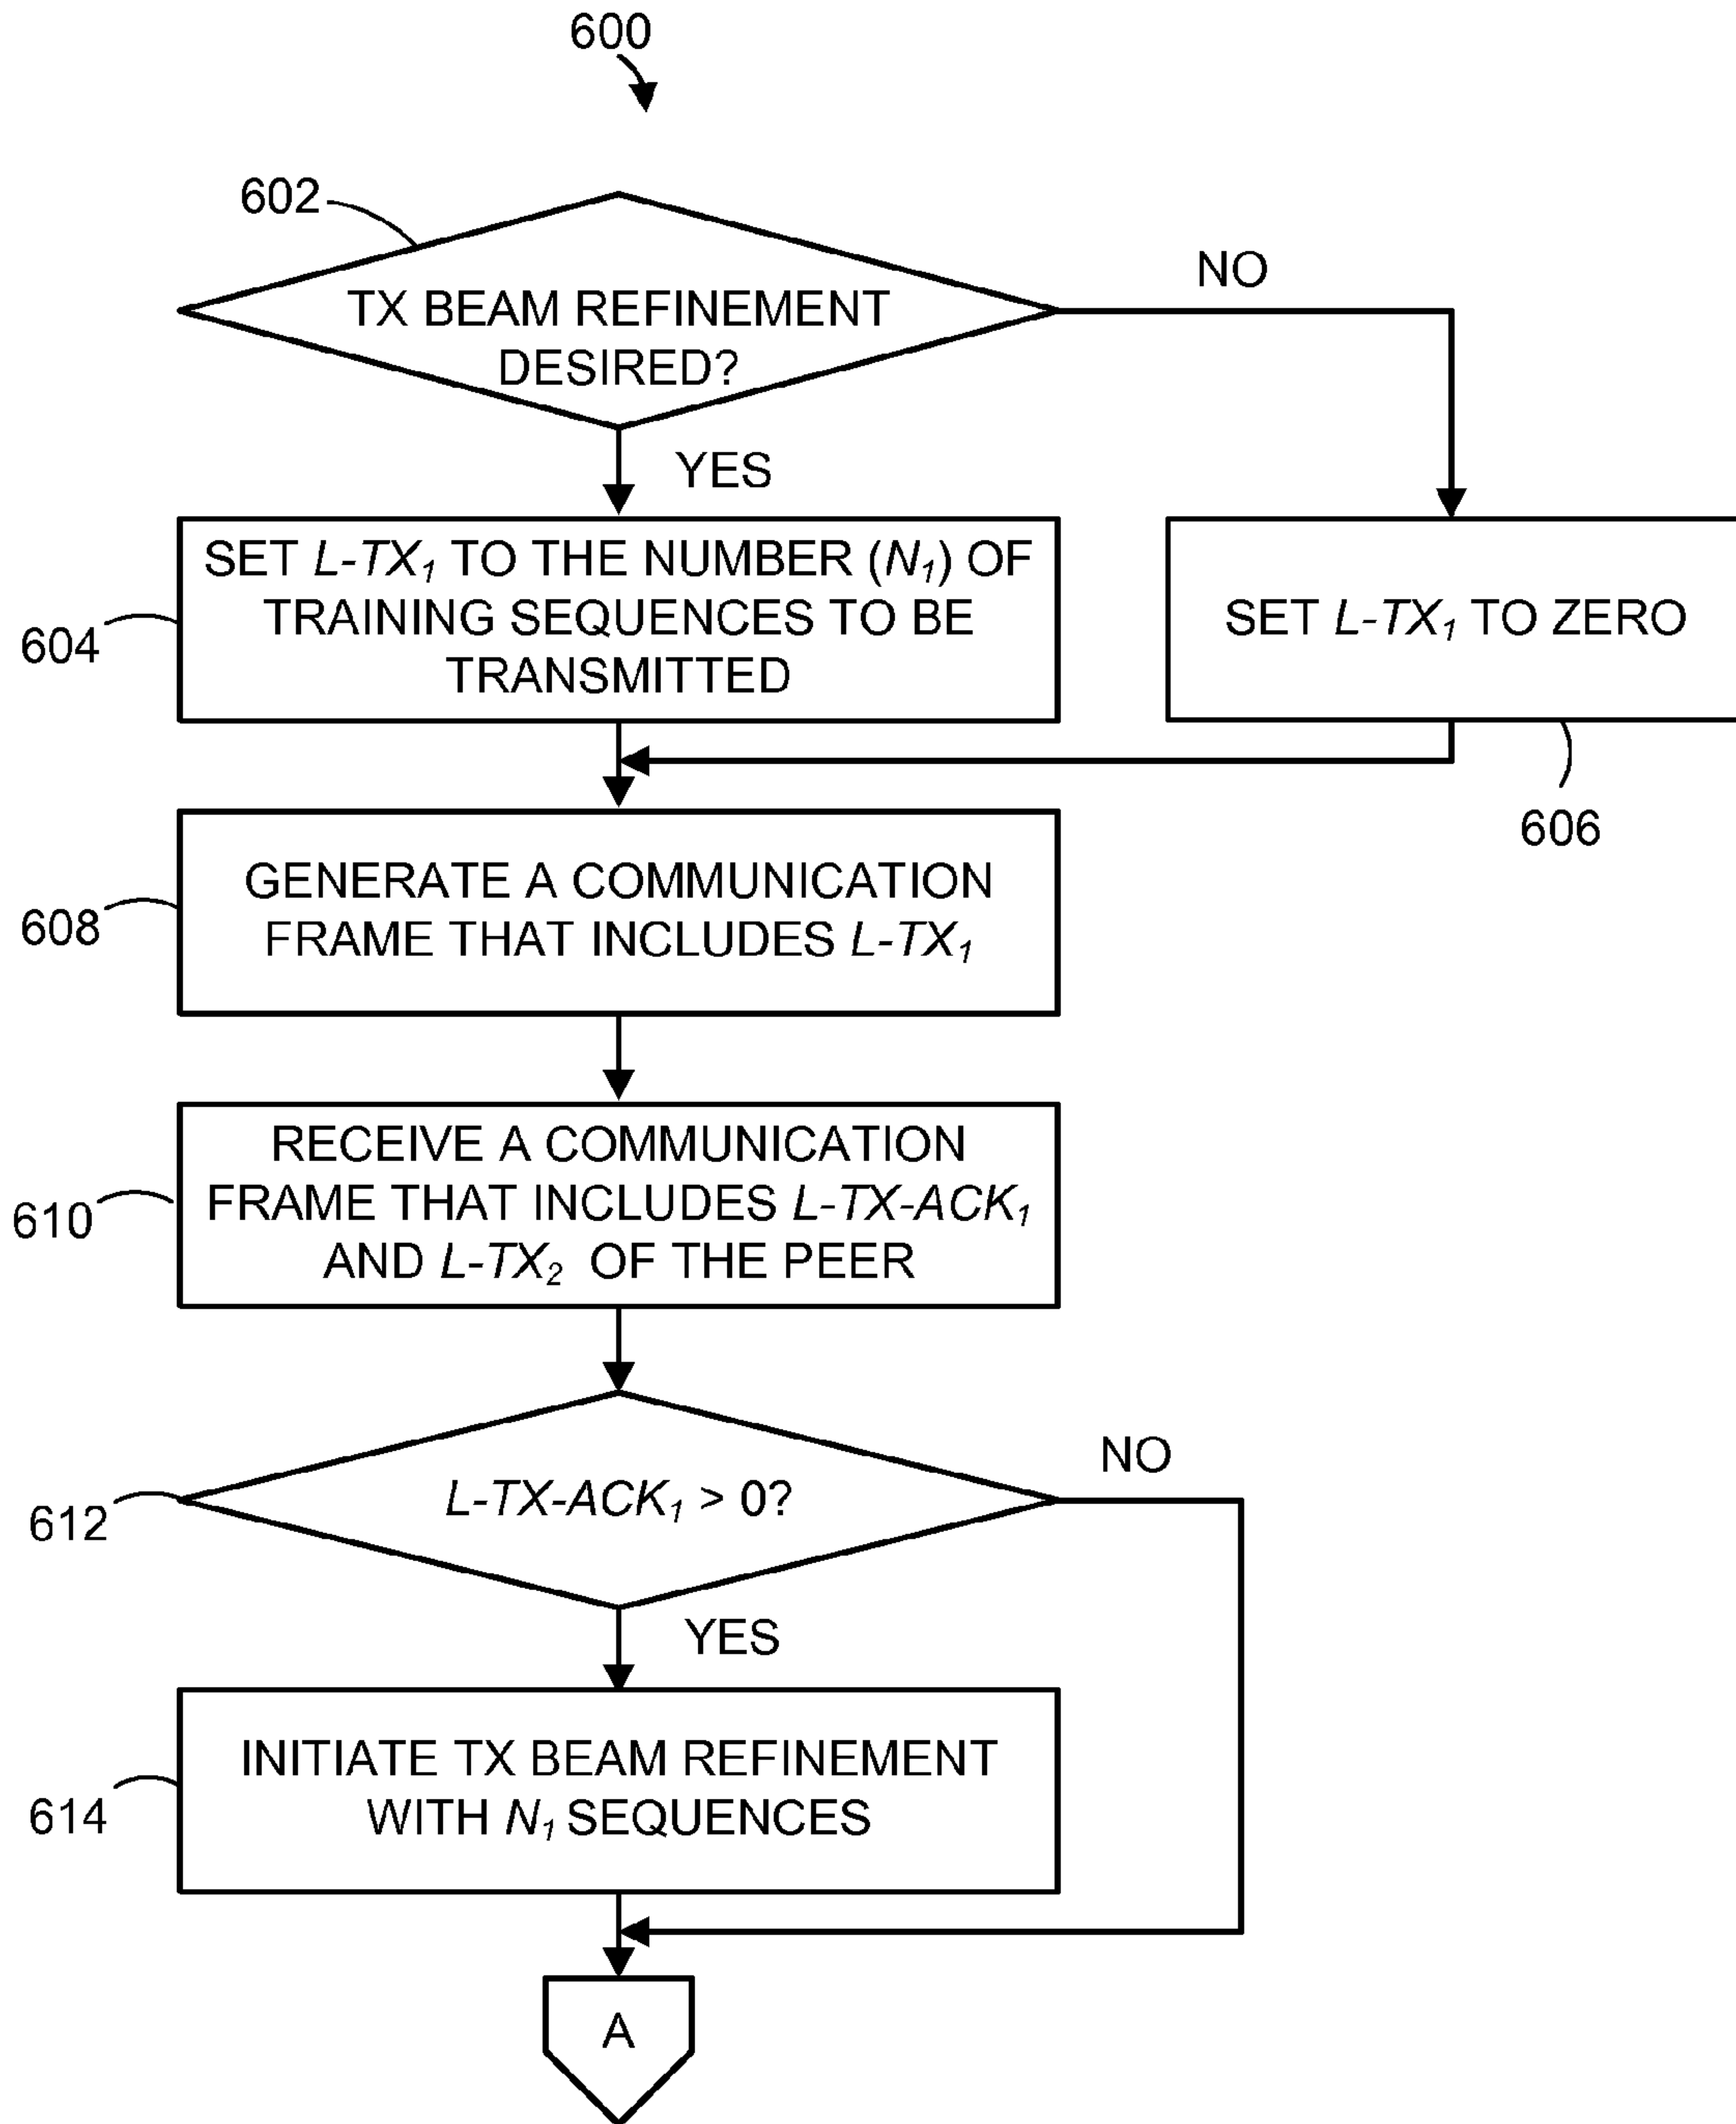 600
602
TX BEAM REFINEMENT
DESIRED?
NO
YES
604
SET L-TX₁ TO THE NUMBER (N₁) OF
TRAINING SEQUENCES TO BE
TRANSMITTED
SET L-TX₁ TO ZERO
606
608
GENERATE A COMMUNICATION
FRAME THAT INCLUDES L-TX₁
610
RECEIVE A COMMUNICATION
FRAME THAT INCLUDES L-TX-ACK₁
AND L-TX₂ OF THE PEER
612
L-TX-ACK₁ > 0?
NO
YES
614
INITIATE TX BEAM REFINEMENT
WITH N₁ SEQUENCES
A